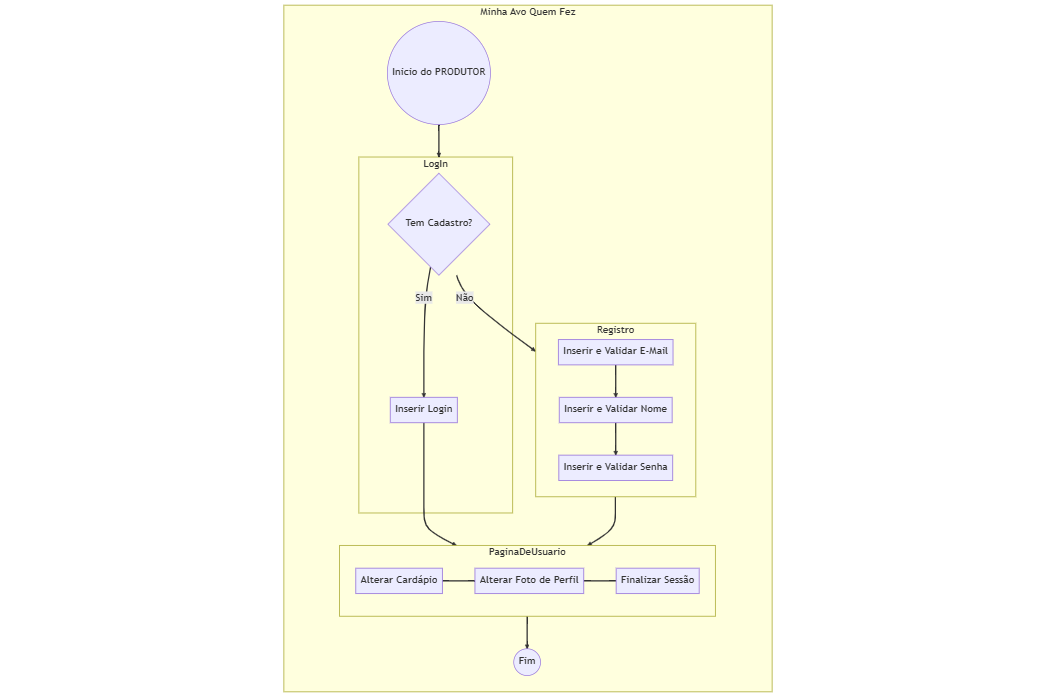 Minha Avo Quem Fez
Inicio do PRODUTOR
LogIn
Tem Cadastro?
Sim
Não
Registro
Inserir e Validar E-Mail
Inserir Login
Inserir e Validar Nome
Inserir e Validar Senha
PaginaDeUsuario
Alterar Cardápio
Alterar Foto de Perfil
Finalizar Sessão
Fim